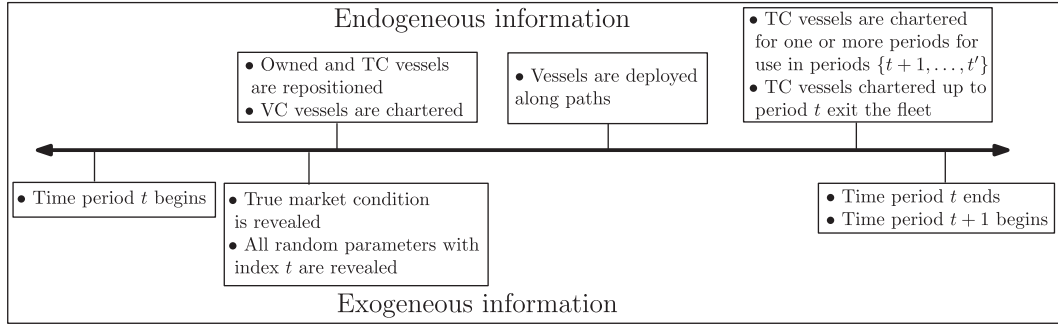 Endogeneous information
● Owned and TC vessels
are repositioned
● VC vessels are chartered
● Vessels are deployed
along paths
● TC vessels are chartered
for one or more periods for
use in periods {t + 1, . . . , t′}
● TC vessels chartered up to
period t exit the fleet
● Time period t begins
● True market condition
is revealed
● All random parameters with
index t are revealed
● Time period t ends
● Time period t + 1 begins
Exogeneous information